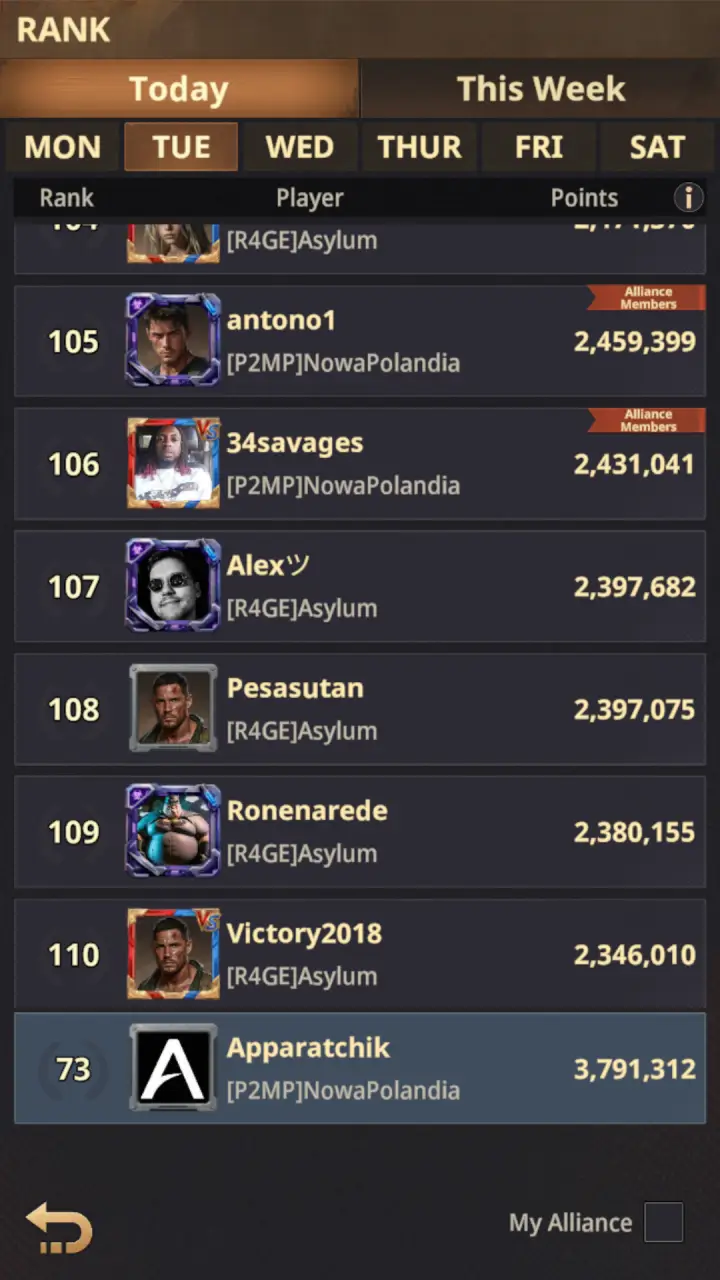 RANK
Today
This Week
MON TUE WED THUR FRI SAT
Rank Player Points
[R4GE]Asylum
Alliance Members
105 antono1 2,459,399
[P2MP]NowaPolandia
Alliance Members
106 34savages 2,431,041
[P2MP]NowaPolandia
107 Alexツ 2,397,682
[R4GE]Asylum
108 Pesasutan 2,397,075
[R4GE]Asylum
109 Ronenarede 2,380,155
[R4GE]Asylum
110 Victory2018 2,346,010
[R4GE]Asylum
73 Apparatchik 3,791,312
[P2MP]NowaPolandia
My Alliance